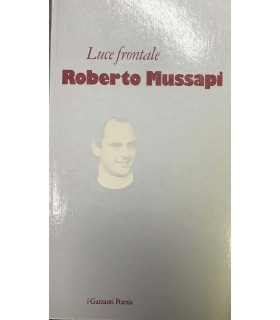 Luce frontale
Roberto Mussapi
i Garzanti Poesia